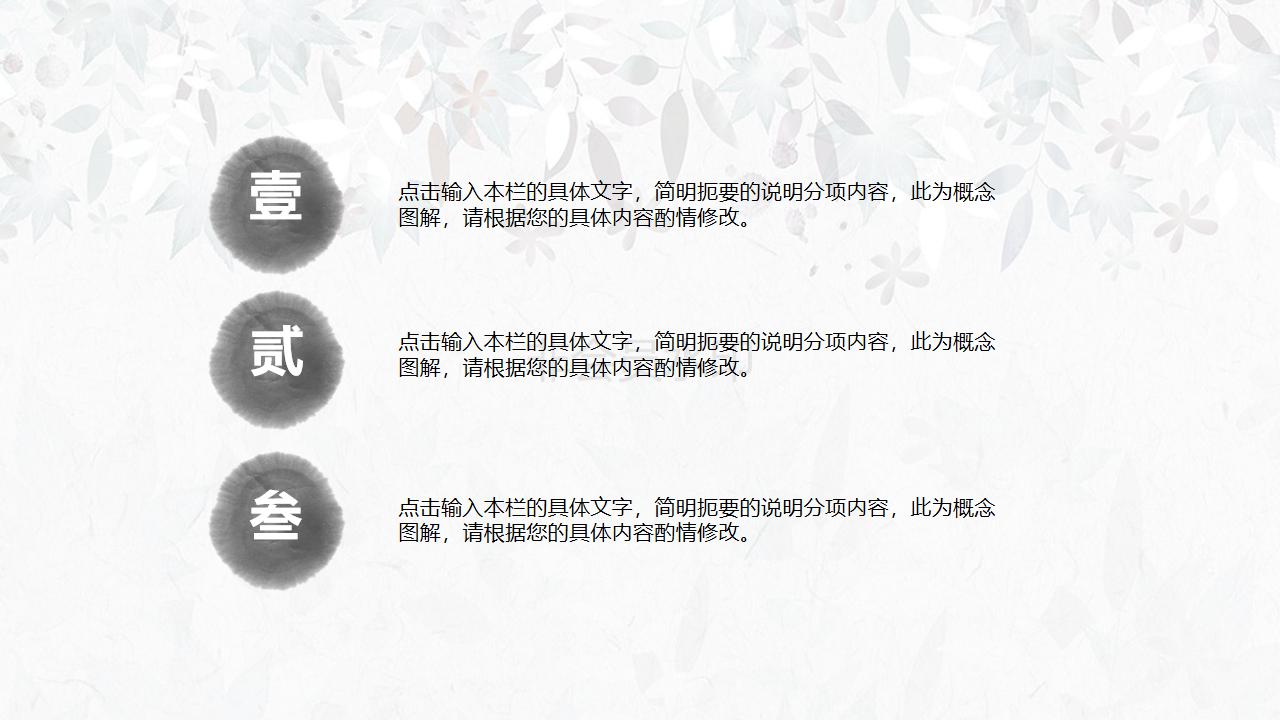 壹
点击输入本栏的具体文字，简明扼要的说明分项内容，此为概念
图解，请根据您的具体内容酌情修改。
贰
点击输入本栏的具体文字，简明扼要的说明分项内容，此为概念
图解，请根据您的具体内容酌情修改。
叁
点击输入本栏的具体文字，简明扼要的说明分项内容，此为概念
图解，请根据您的具体内容酌情修改。